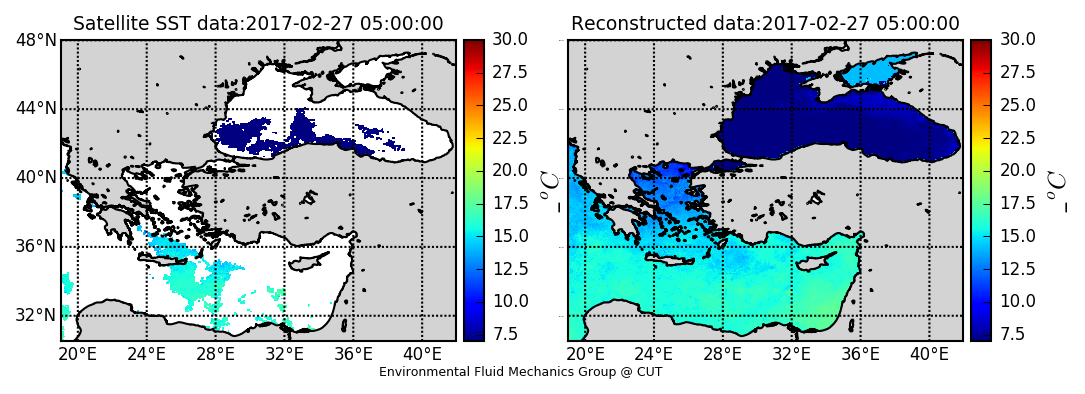 Satellite SST data:2017-02-27 05:00:00
48°N
44°N
40°N
36°N
32°N
20°E 24°E 28°E 32°E 36°E 40°E
30.0
27.5
25.0
22.5
20.0
17.5
15.0
12.5
10.0
7.5
°C
Reconstructed data:2017-02-27 05:00:00
20°E 24°E 28°E 32°E 36°E 40°E
30.0
27.5
25.0
22.5
20.0
17.5
15.0
12.5
10.0
7.5
°C
Environmental Fluid Mechanics Group @ CUT